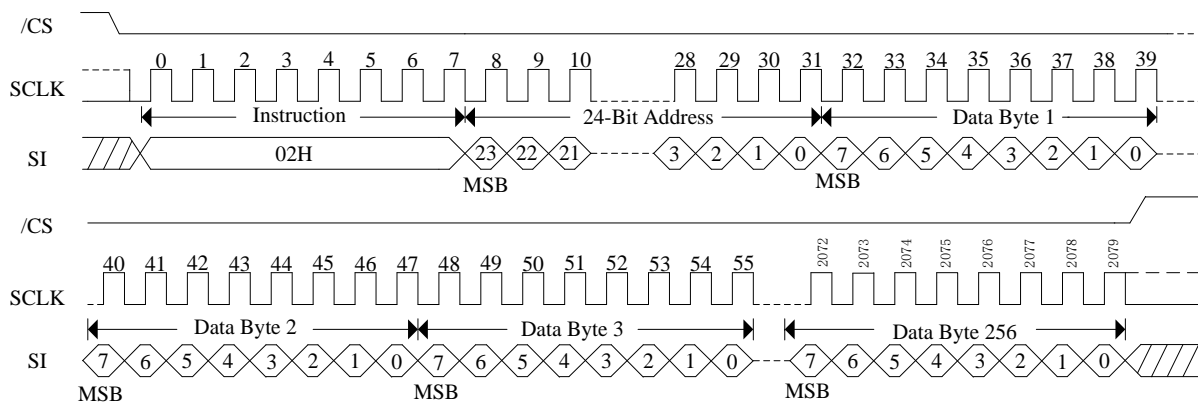 /CS
0 1 2 3 4 5 6 7 8 9 10 28 29 30 31 32 33 34 35 36 37 38 39
SCLK
Instruction 24-Bit Address Data Byte 1
SI 02H 23 22 21 3 2 1 0 7 6 5 4 3 2 1 0
MSB MSB
/CS
40 41 42 43 44 45 46 47 48 49 50 51 52 53 54 55 2072 2073 2074 2075 2076 2077 2078 2079
SCLK
Data Byte 2 Data Byte 3 Data Byte 256
SI 7 6 5 4 3 2 1 0 7 6 5 4 3 2 1 0 7 6 5 4 3 2 1 0
MSB MSB MSB